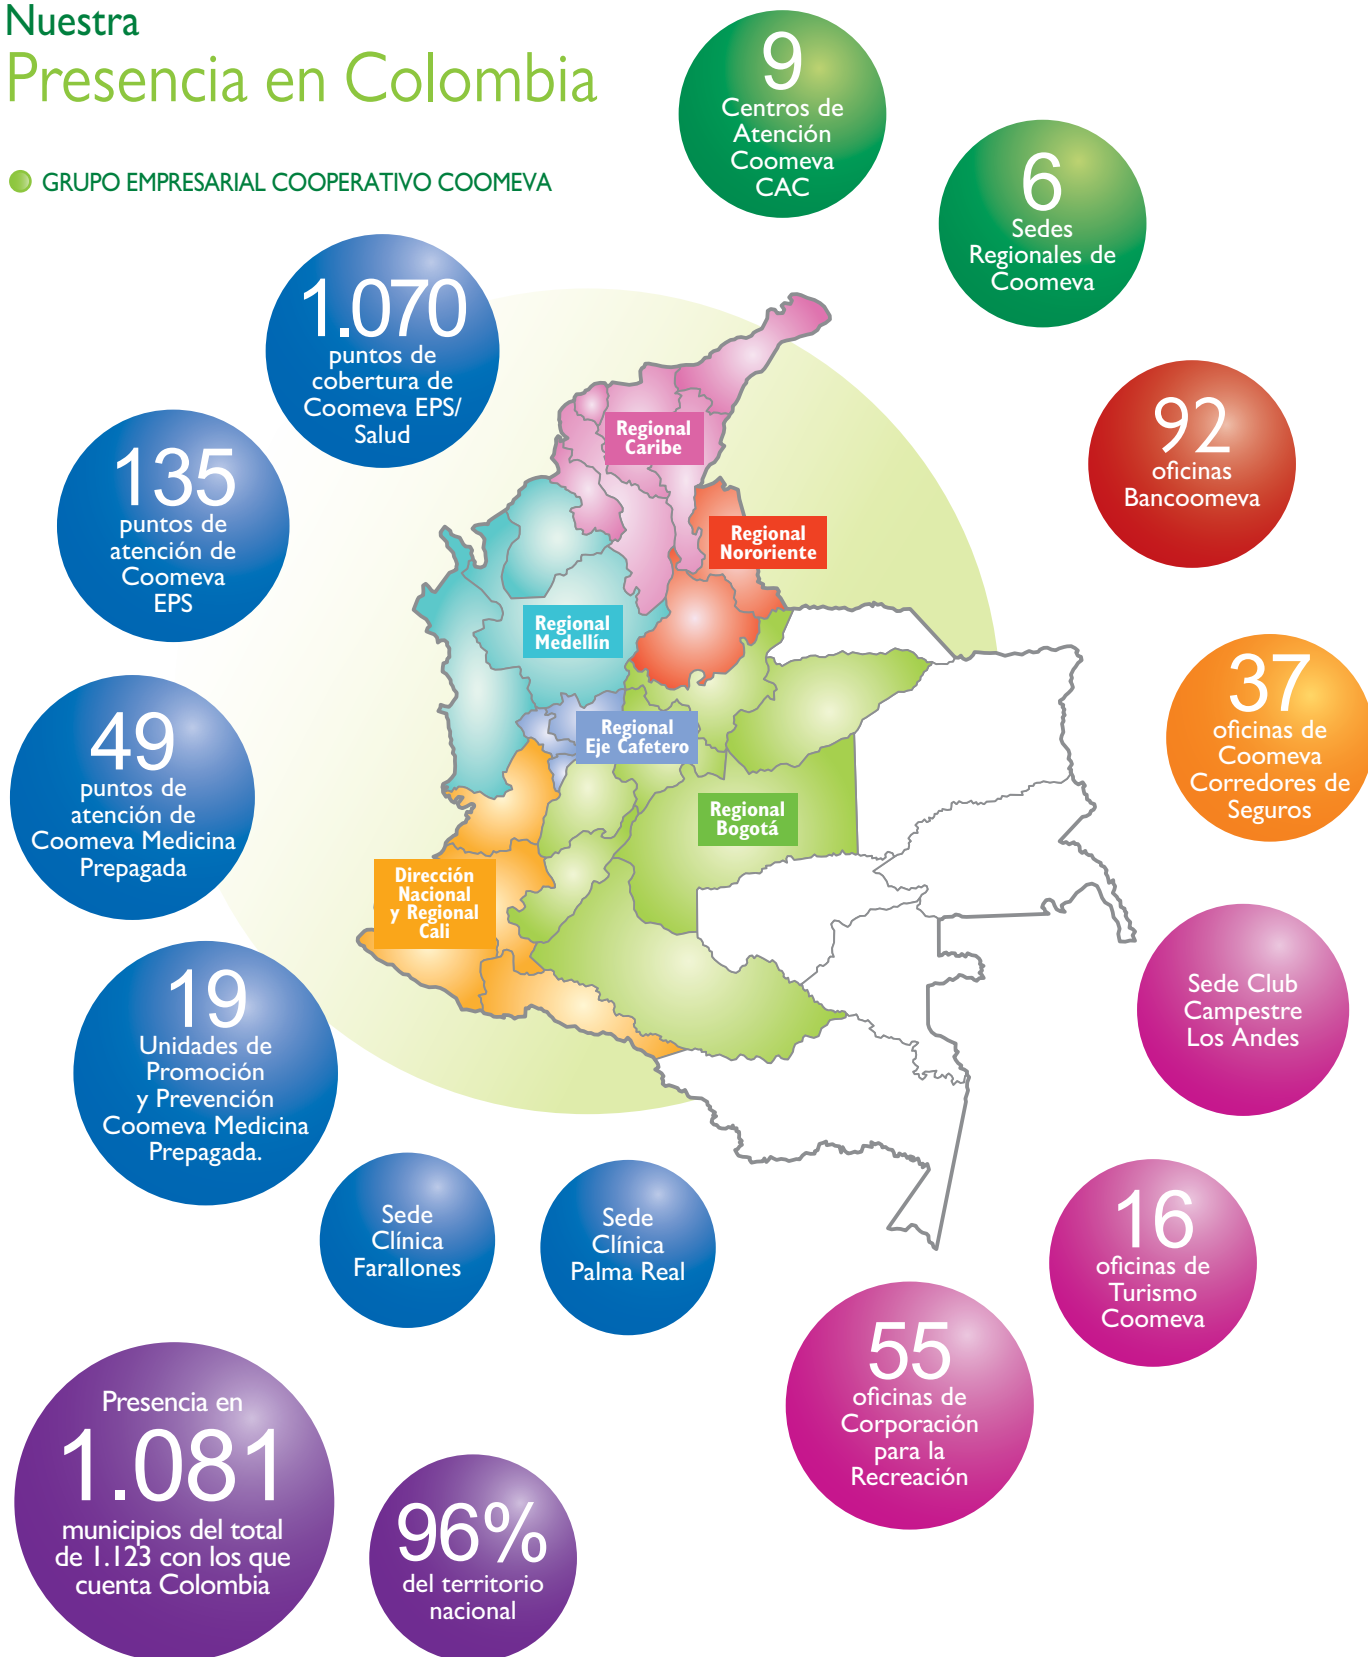 Nuestra
Presencia en Colombia
GRUPO EMPRESARIAL COOPERATIVO COOMEVA
9
Centros de
Atención
Coomeva
CAC
6
Sedes
Regionales de
Coomeva
1.070
puntos de
cobertura de
Coomeva EPS/
Salud
92
oficinas
Bancoomeva
135
puntos de
atención de
Coomeva
EPS
Regional
Caribe
Regional
Nororiente
Regional
Medellín
Regional
Eje Cafetero
Regional
Bogotá
Dirección
Nacional
y Regional
Cali
37
oficinas de
Coomeva
Corredores de
Seguros
49
puntos de
atención de
Coomeva Medicina
Prepagada
Sede Club
Campestre
Los Andes
19
Unidades de
Promoción
y Prevención
Coomeva Medicina
Prepagada.
Sede
Clínica
Farallones
Sede
Clínica
Palma Real
16
oficinas de
Turismo
Coomeva
55
oficinas de
Corporación
para la
Recreación
Presencia en
1.081
municipios del total
de 1.123 con los que
cuenta Colombia
96%
del territorio
nacional